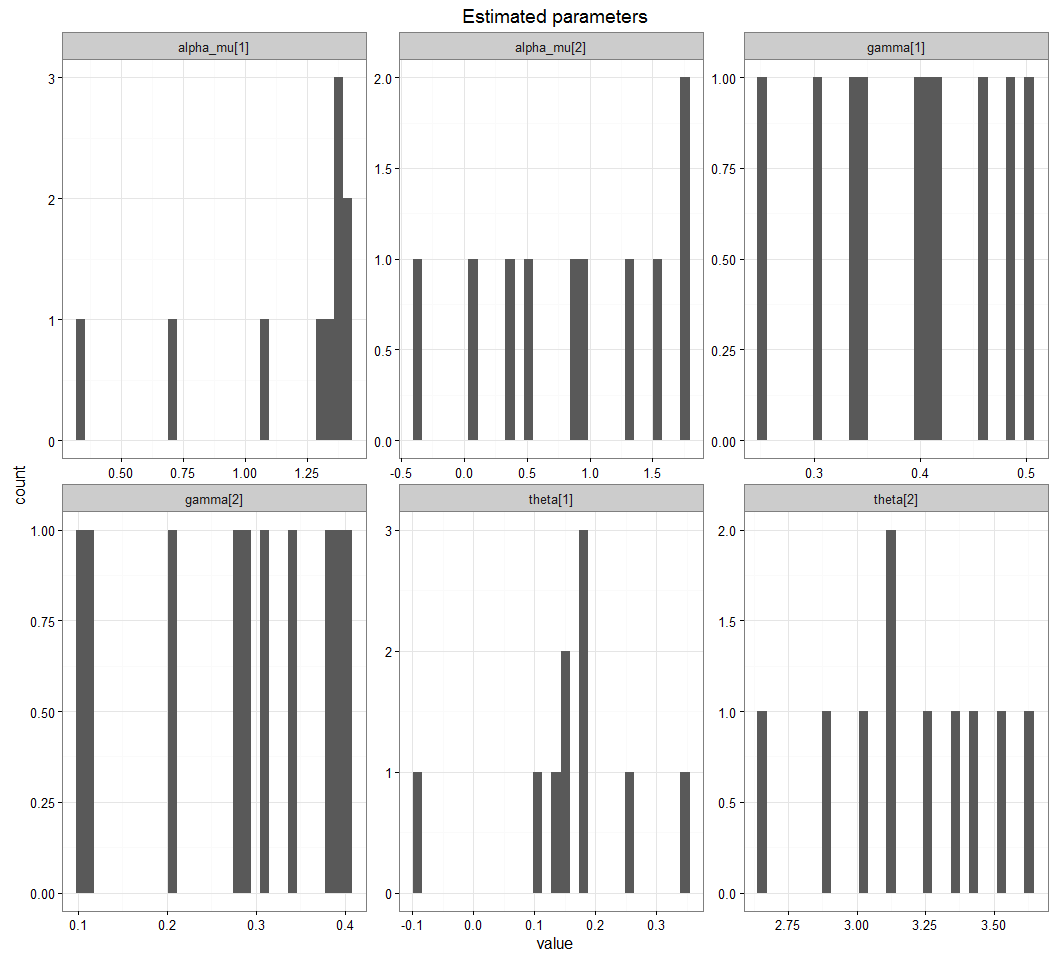 Estimated parameters
alpha_mu[1] alpha_mu[2] gamma[1]
3 2.0 1.00
1.5 0.75
2
1.0 0.50
1
0.5 0.25
0 0.0 0.00
0.50 0.75 1.00 1.25 -0.5 0.0 0.5 1.0 1.5 0.3 0.4 0.5
count
gamma[2] theta[1] theta[2]
1.00 3 2.0
0.75 1.5
2
0.50 1.0
1
0.25 0.5
0.00 0 0.0
0.1 0.2 0.3 0.4 -0.1 0.0 0.1 0.2 0.3 2.75 3.00 3.25 3.50
value